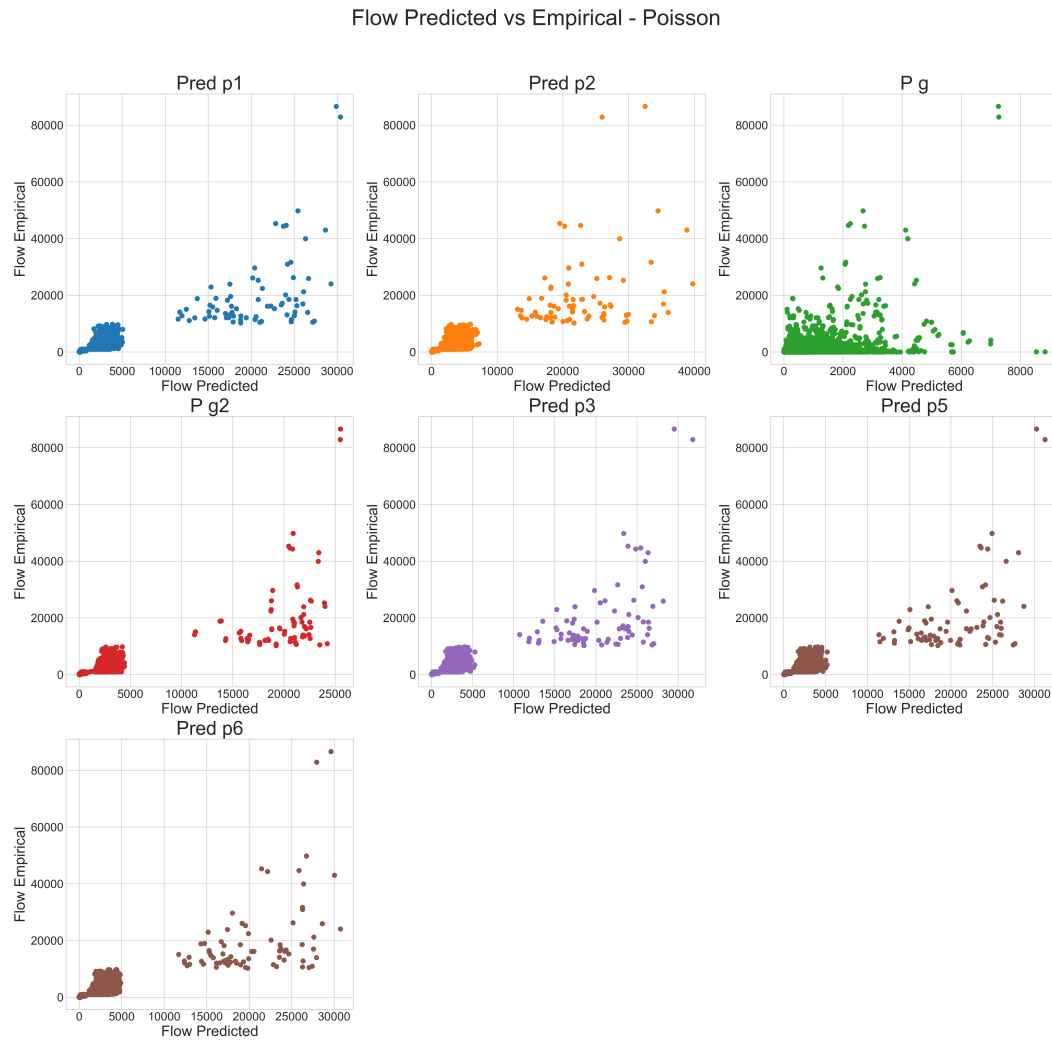 Flow Predicted vs Empirical - Poisson
Pred p1
Flow Empirical
80000
60000
40000
20000
0
0 5000 10000 15000 20000 25000 30000
Flow Predicted
Pred p2
Flow Empirical
80000
60000
40000
20000
0
0 10000 20000 30000 40000
Flow Predicted
P g
Flow Empirical
80000
60000
40000
20000
0
0 2000 4000 6000 8000
Flow Predicted
P g2
Flow Empirical
80000
60000
40000
20000
0
0 5000 10000 15000 20000 25000
Flow Predicted
Pred p3
Flow Empirical
80000
60000
40000
20000
0
0 5000 10000 15000 20000 25000 30000
Flow Predicted
Pred p5
Flow Empirical
80000
60000
40000
20000
0
0 5000 10000 15000 20000 25000 30000
Flow Predicted
Pred p6
Flow Empirical
80000
60000
40000
20000
0
0 5000 10000 15000 20000 25000 30000
Flow Predicted